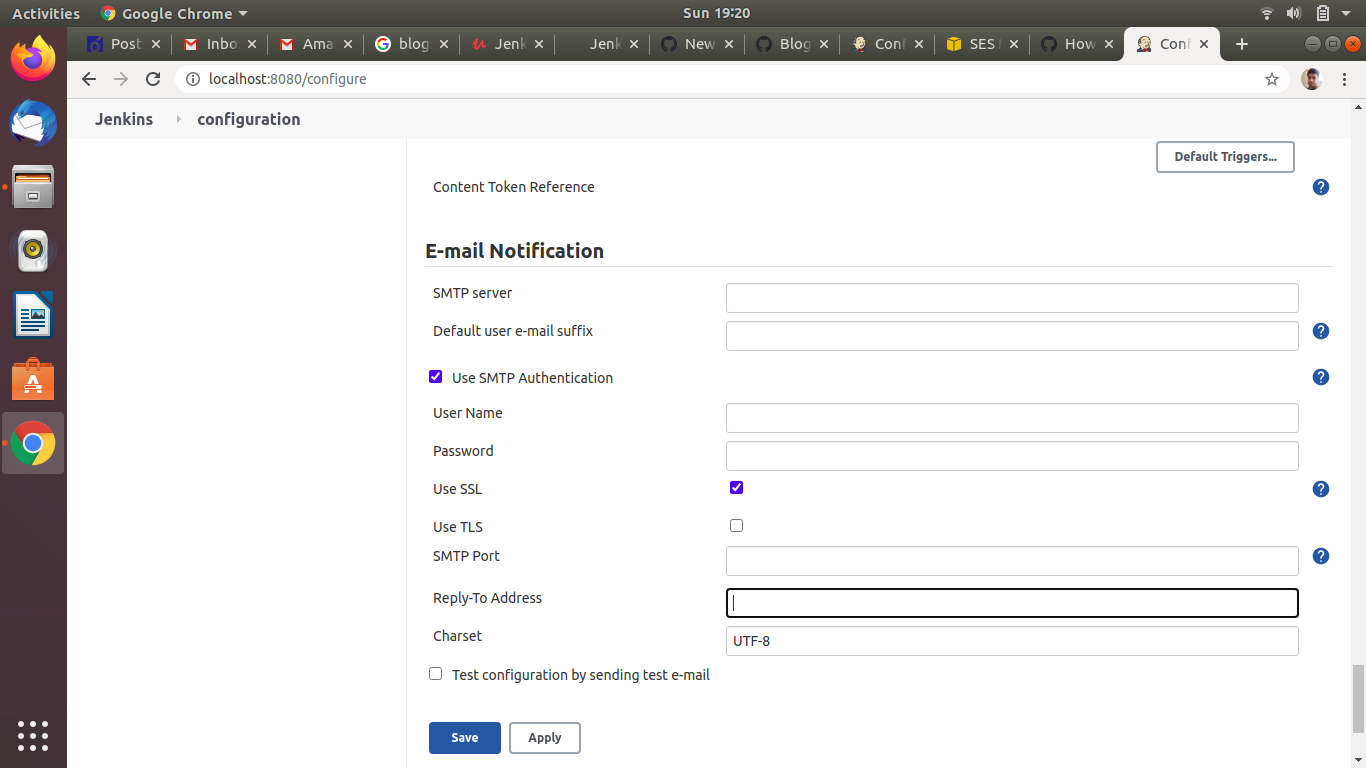 Activities Google Chrome Sun 19:20
Post Inbo Ama blog Jenk Jenk New Blog Conf SES How Conf
localhost:8080/configure
Jenkins configuration
Default Triggers...
Content Token Reference
E-mail Notification
SMTP server
Default user e-mail suffix
Use SMTP Authentication
User Name
Password
Use SSL
Use TLS
SMTP Port
Reply-To Address
Charset UTF-8
Test configuration by sending test e-mail
Save Apply